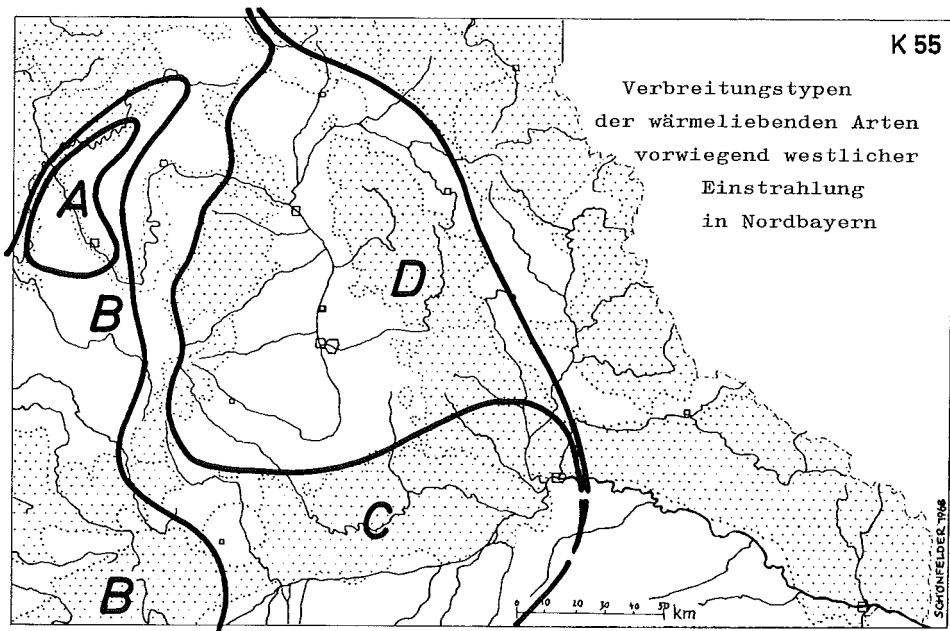 K 55
Verbreitungstypen
der wärmeliebenden Arten
vorwiegend westlicher
Einstrahlung
in Nordbayern
A
B
D
C
B
0 10 20 30 40 50 km
SCHÖNFELDER 1968